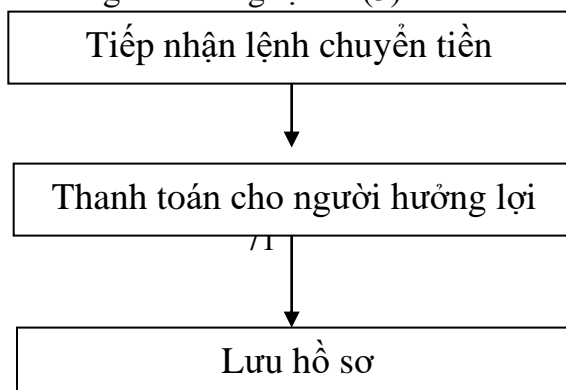 Tiếp nhận lệnh chuyển tiền
Thanh toán cho người hưởng lợi
Lưu hồ sơ